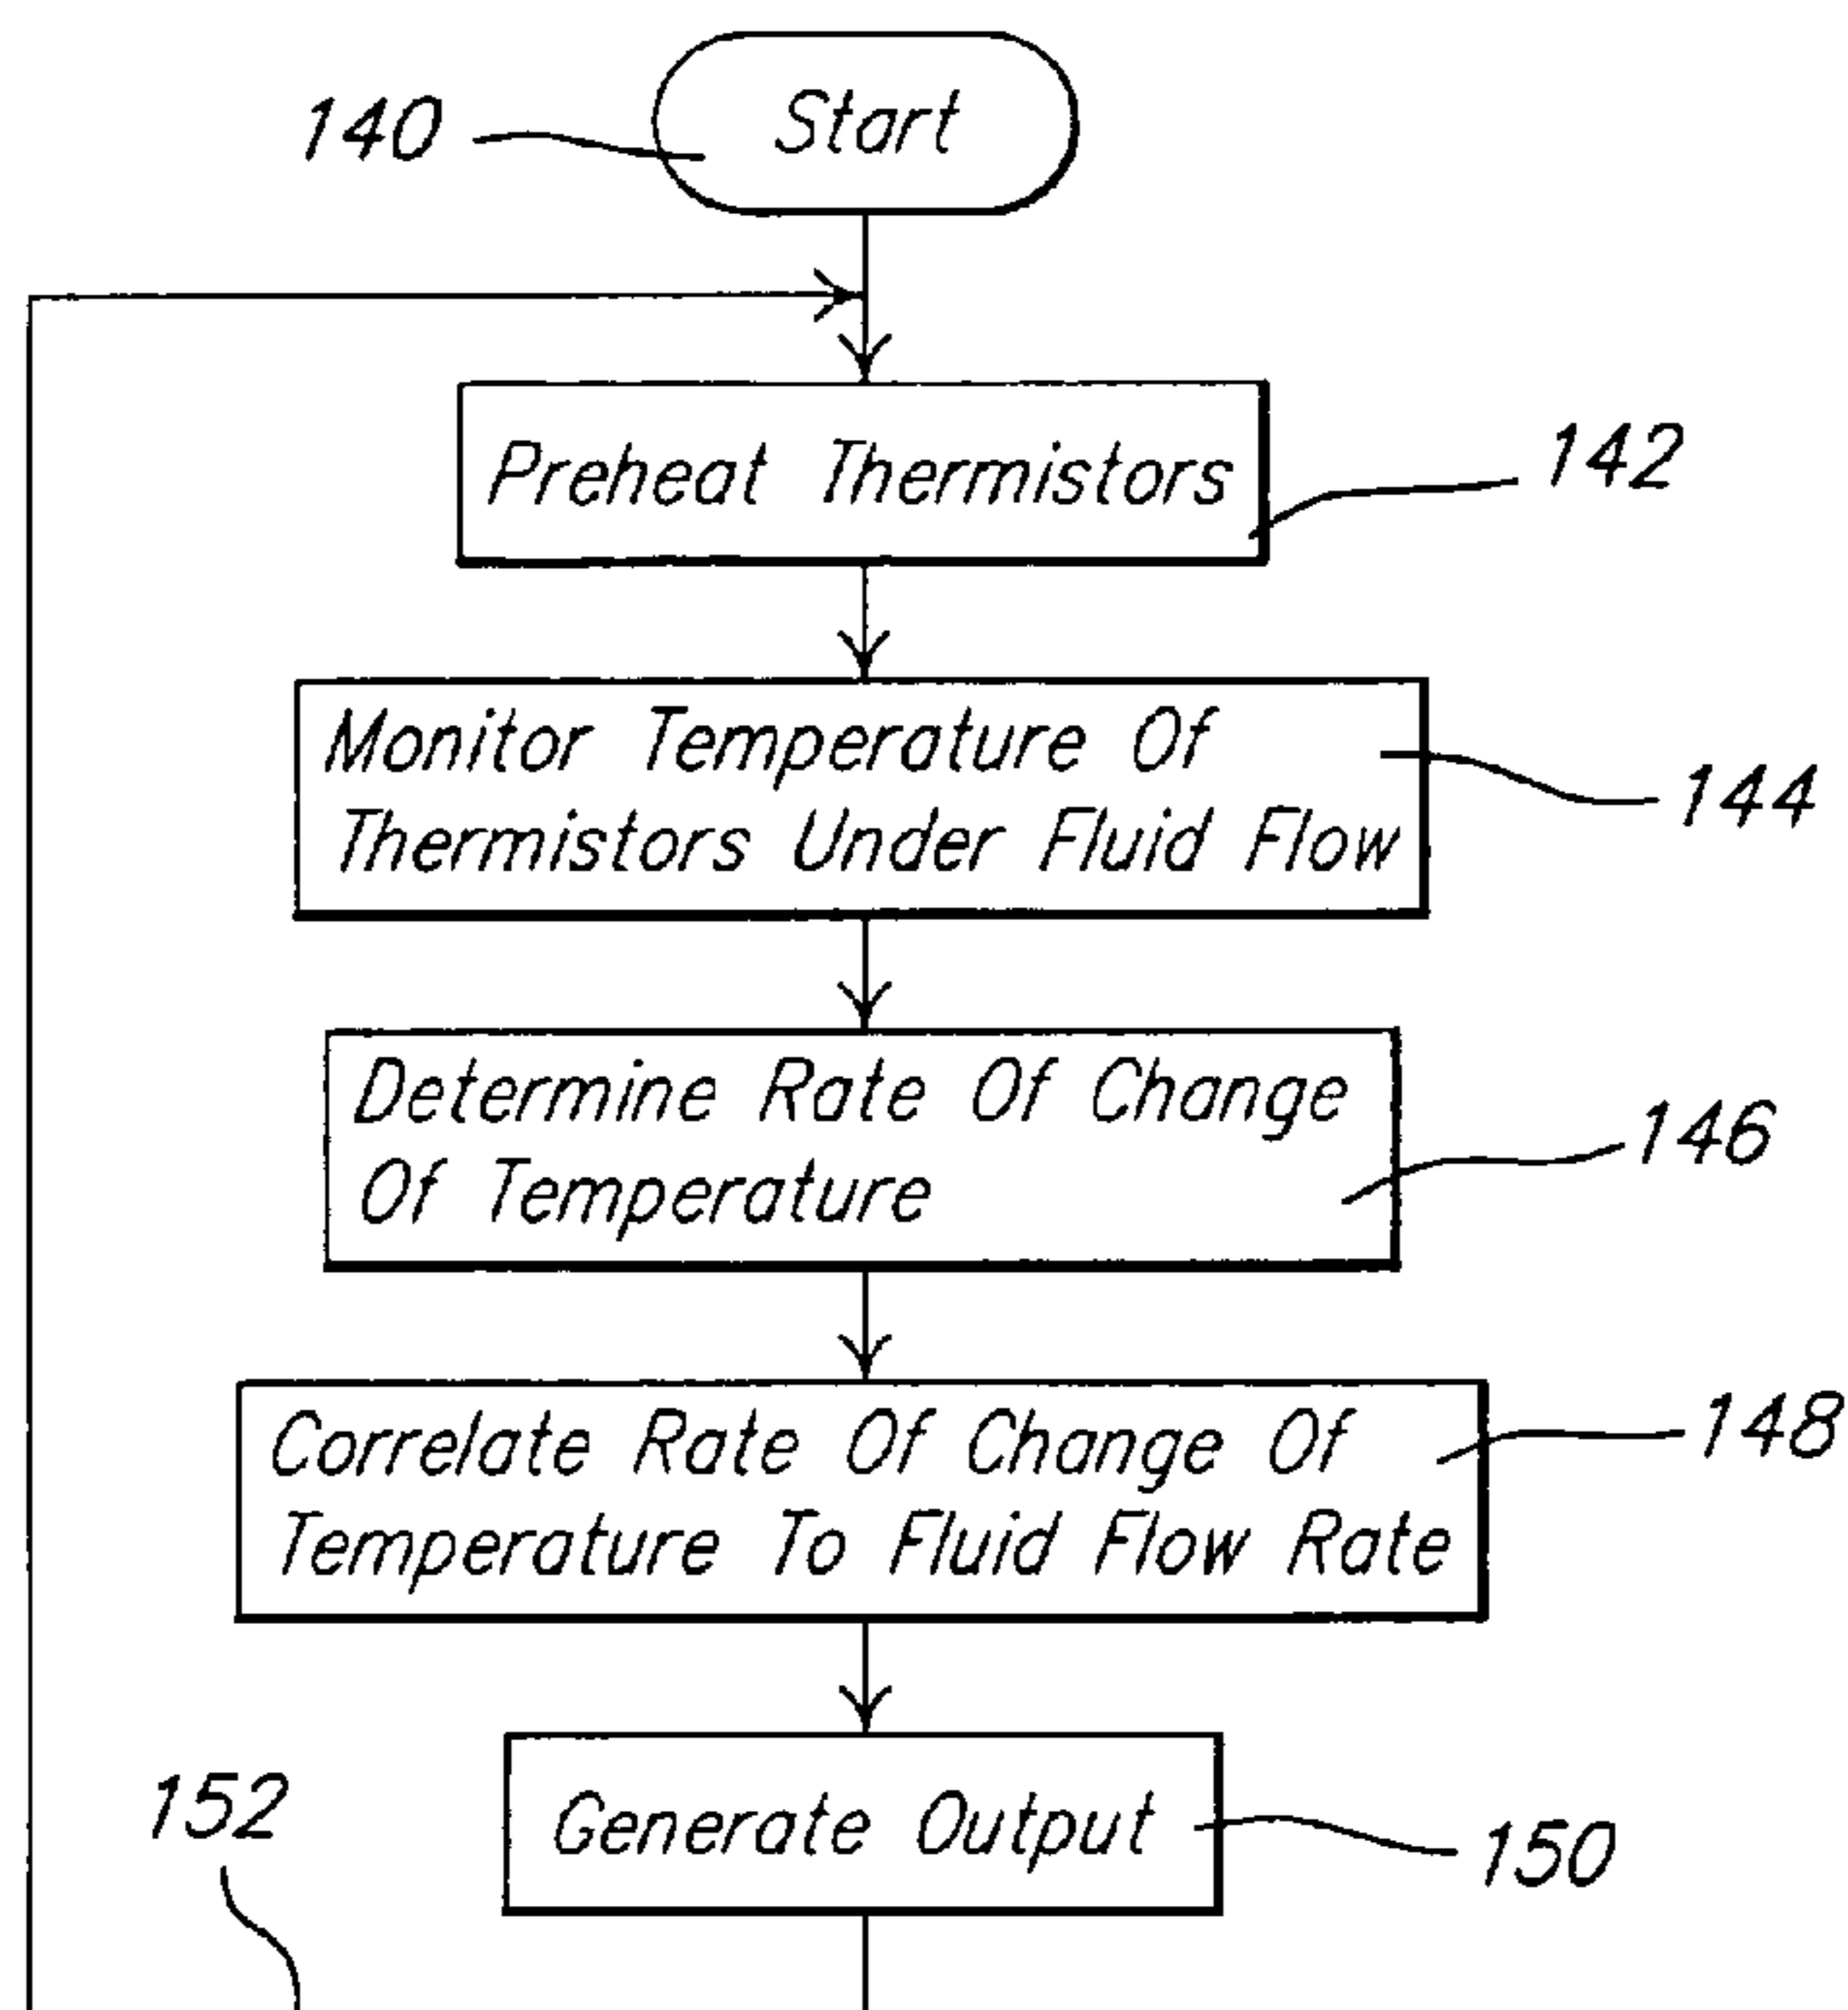 140
Start
Preheat Thermistors
142
Monitor Temperature Of
Thermistors Under Fluid Flow
144
Determine Rate Of Change
Of Temperature
146
Correlate Rate Of Change Of
Temperature To Fluid Flow Rate
148
Generate Output
150
152